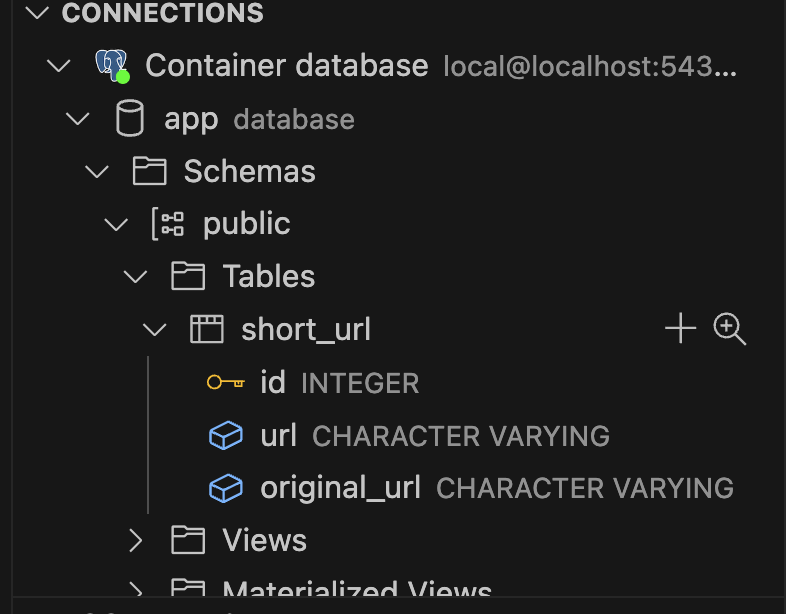 CONNECTIONS
Container database local@localhost:543...
app database
Schemas
public
Tables
short_url
id INTEGER
url CHARACTER VARYING
original_url CHARACTER VARYING
Views
Materialized Views